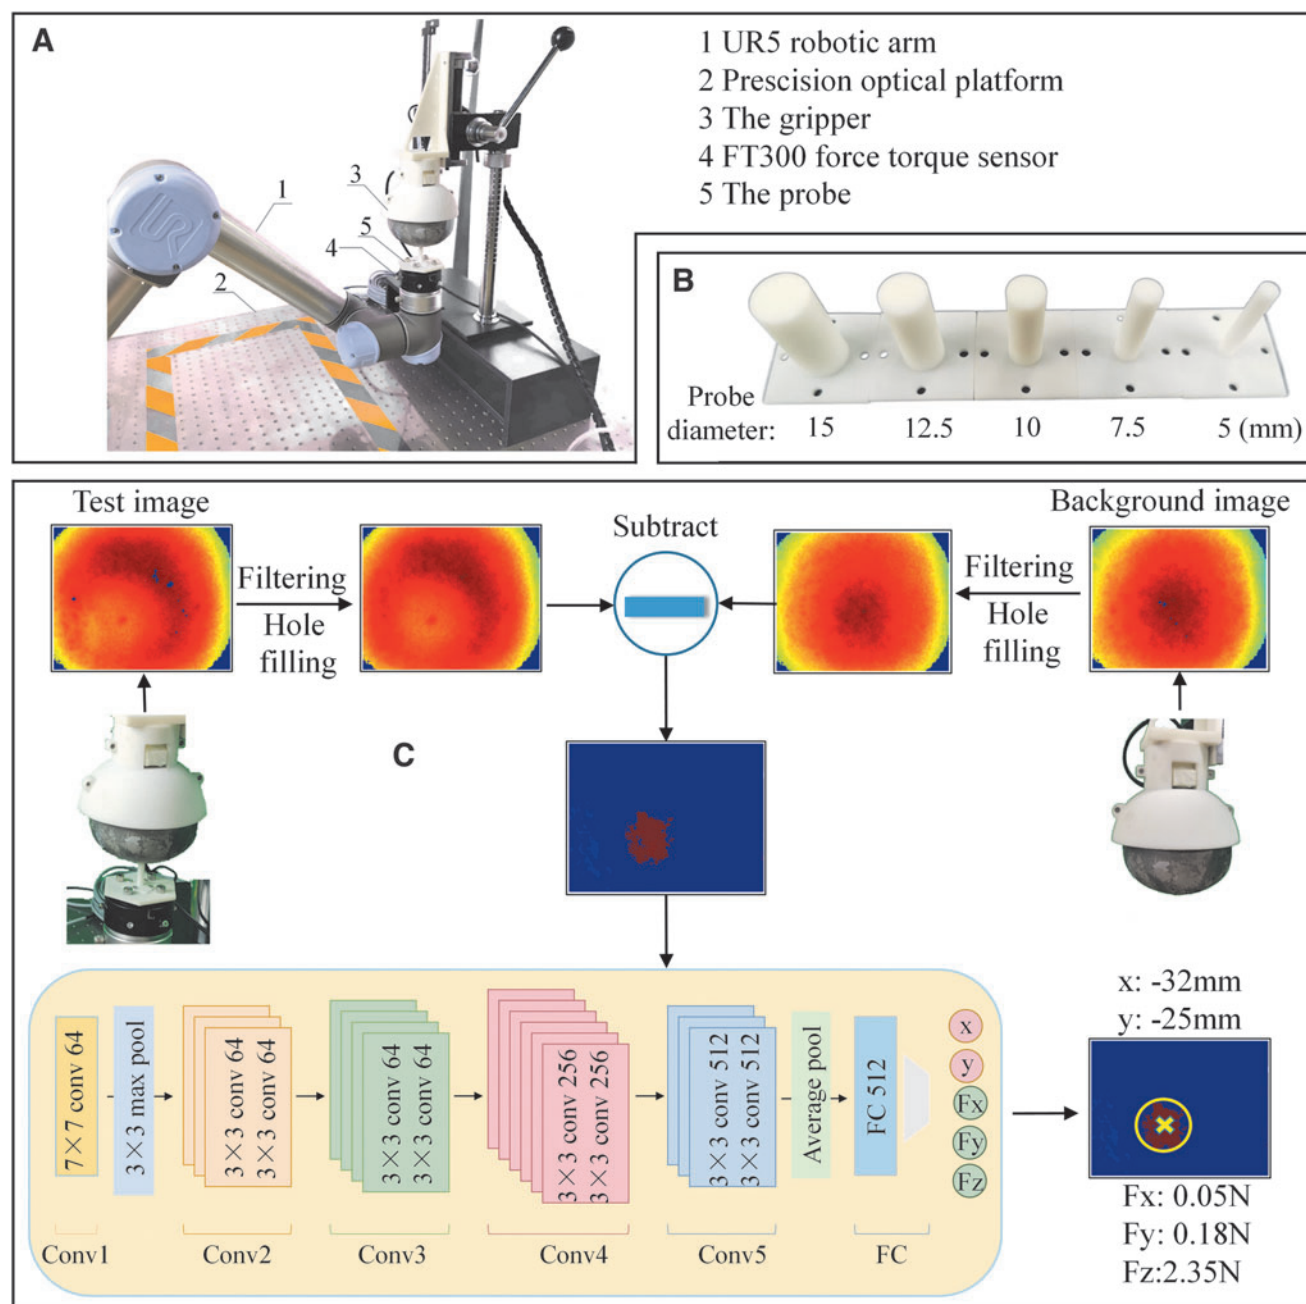 A
1 UR5 robotic arm
2 Prescision optical platform
3 The gripper
4 FT300 force torque sensor
5 The probe
1
2
3
4
5
UR
B
Probe
diameter: 15 12.5 10 7.5 5 (mm)
Test image
Filtering
Hole
filling
Subtract
Background image
Filtering
Hole
filling
C
7×7 conv 64
3×3 max pool
3×3 conv 64
3×3 conv 64
3×3 conv 64
3×3 conv 64
3×3 conv 256
3×3 conv 256
3×3 conv 512
3×3 conv 512
Average pool
FC 512
x
y
Fx
Fy
Fz
Conv1 Conv2 Conv3 Conv4 Conv5 FC
x: -32mm
y: -25mm
Fx: 0.05N
Fy: 0.18N
Fz:2.35N